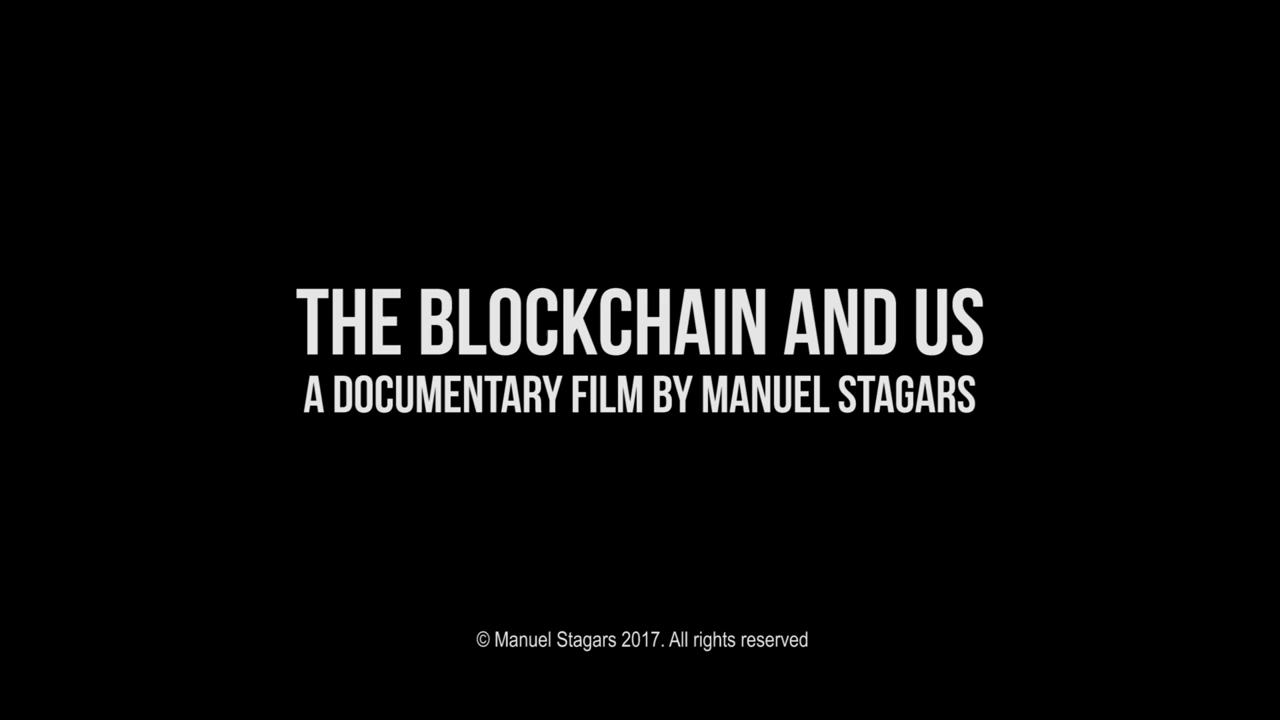 THE BLOCKCHAIN AND US
A DOCUMENTARY FILM BY MANUEL STAGARS
© Manuel Stagars 2017. All rights reserved